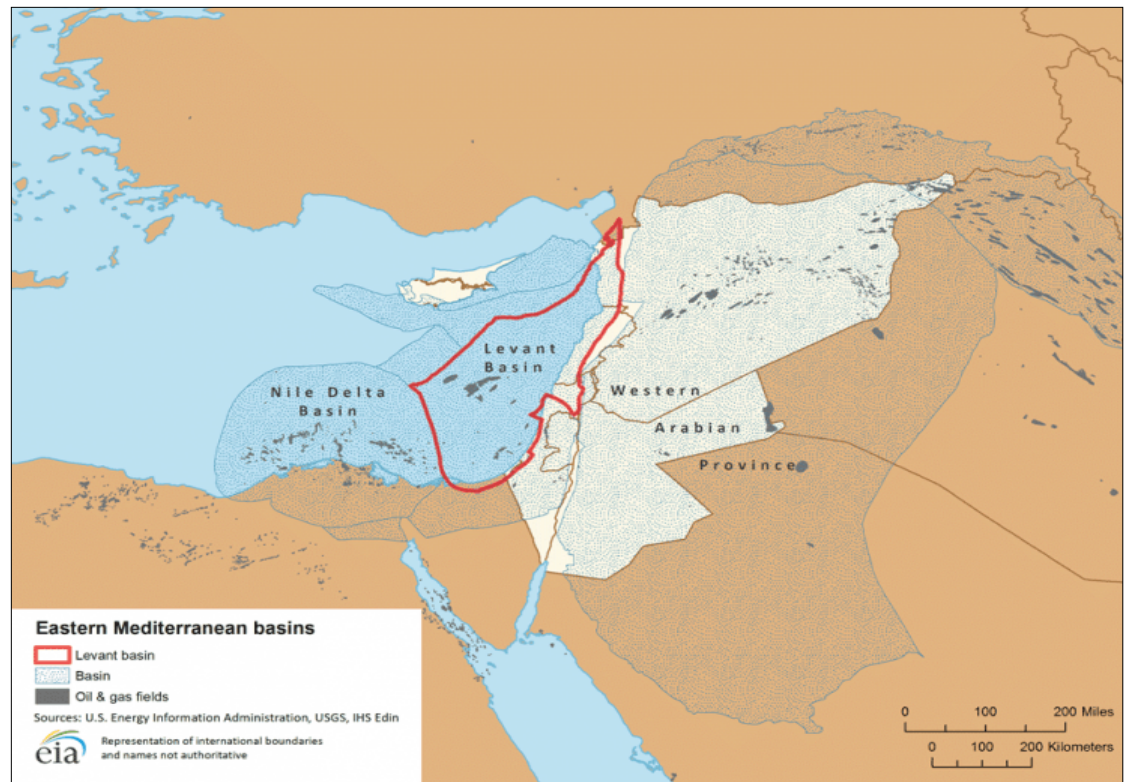 Levant
Basin
Nile Delta
Basin
Western
Arabian
Province
Eastern Mediterranean basins
Levant basin
Basin
Oil & gas fields
Sources: U.S. Energy Information Administration, USGS, IHS Edin
eia
Representation of international boundaries
and names not authoritative
0 100 200 Miles
0 100 200 Kilometers